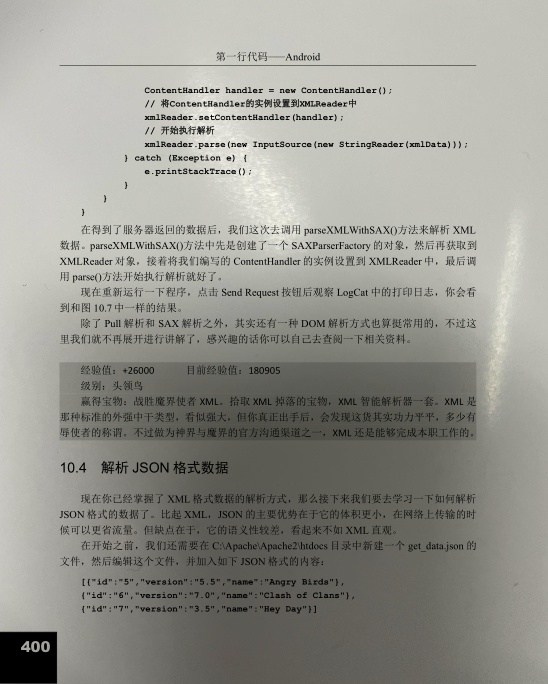 第一行代码——Android
ContentHandler handler = new ContentHandler();
// 将ContentHandler的实例设置到XMLReader中
xmlReader.setContentHandler(handler);
// 开始执行解析
xmlReader.parse(new InputSource(new StringReader(xmlData)));
} catch (Exception e) {
e.printStackTrace();
}
}
}
在得到了服务器返回的数据后，我们这次去调用 parseXMLWithSAX()方法来解析 XML
数据。parseXMLWithSAX()方法中先是创建了一个 SAXParserFactory 的对象，然后再获取到
XMLReader 对象，接着将我们编写的 ContentHandler 的实例设置到 XMLReader 中，最后调
用 parse()方法开始执行解析就好了。
现在重新运行一下程序，点击 Send Request 按钮后观察 LogCat 中的打印日志，你会看
到和图 10.7 中一样的结果。
除了 Pull 解析和 SAX 解析之外，其实还有一种 DOM 解析方式也算挺常用的，不过这
里我们就不再展开进行讲解了，感兴趣的话你可以自己去查阅一下相关资料。
经验值：+26000 目前经验值：180905
级别：头领鸟
赢得宝物：战胜魔界使者 XML。拾取 XML 掉落的宝物，XML 智能解析器一套。XML 是
那种标准的外强中干类型，看似强大，但你真正出手后，会发现这货其实功力平平，多少有
辱使者的称谓。不过做为神界与魔界的官方沟通渠道之一，XML 还是能够完成本职工作的。
10.4 解析 JSON 格式数据
现在你已经掌握了 XML 格式数据的解析方式，那么接下来我们要去学习一下如何解析
JSON 格式的数据了。比起 XML，JSON 的主要优势在于它的体积更小，在网络上传输的时
候可以更省流量。但缺点在于，它的语义性较差，看起来不如 XML 直观。
在开始之前，我们还需要在 C:\Apache\Apache2\htdocs 目录中新建一个 get_data.json 的
文件，然后编辑这个文件，并加入如下 JSON 格式的内容：
[{"id":"5","version":"5.5","name":"Angry Birds"},
{"id":"6","version":"7.0","name":"Clash of Clans"},
{"id":"7","version":"3.5","name":"Hey Day"}]
400